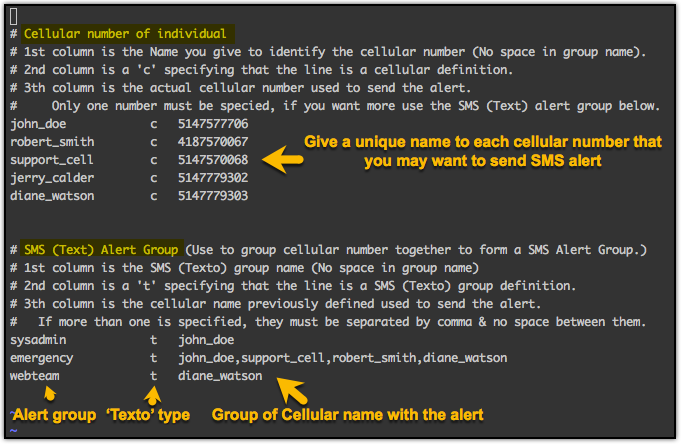 # Cellular number of individual
# 1st column is the Name you give to identify the cellular number (No space in group name).
# 2nd column is a 'c' specifying that the line is a cellular definition.
# 3th column is the actual cellular number used to send the alert.
#     Only one number must be specied, if you want more use the SMS (Text) alert group below.
john_doe            c   5147577706
robert_smith        c   4187570067
support_cell        c   5147570068
jerry_calder        c   5147779302
diane_watson        c   5147779303
Give a unique name to each cellular number that
you may want to send SMS alert
# SMS (Text) Alert Group (Use to group cellular number together to form a SMS Alert Group.)
# 1st column is the SMS (Texto) group name (No space in group name)
# 2nd column is a 't' specifying that the line is a SMS (Texto) group definition.
# 3th column is the cellular name previously defined used to send the alert.
#   If more than one is specified, they must be separated by comma & no space between them.
sysadmin            t   john_doe
emergency           t   john_doe,support_cell,robert_smith,diane_watson
webteam             t   diane_watson
Alert group ‘Texto’ type Group of Cellular name with the alert
~
~